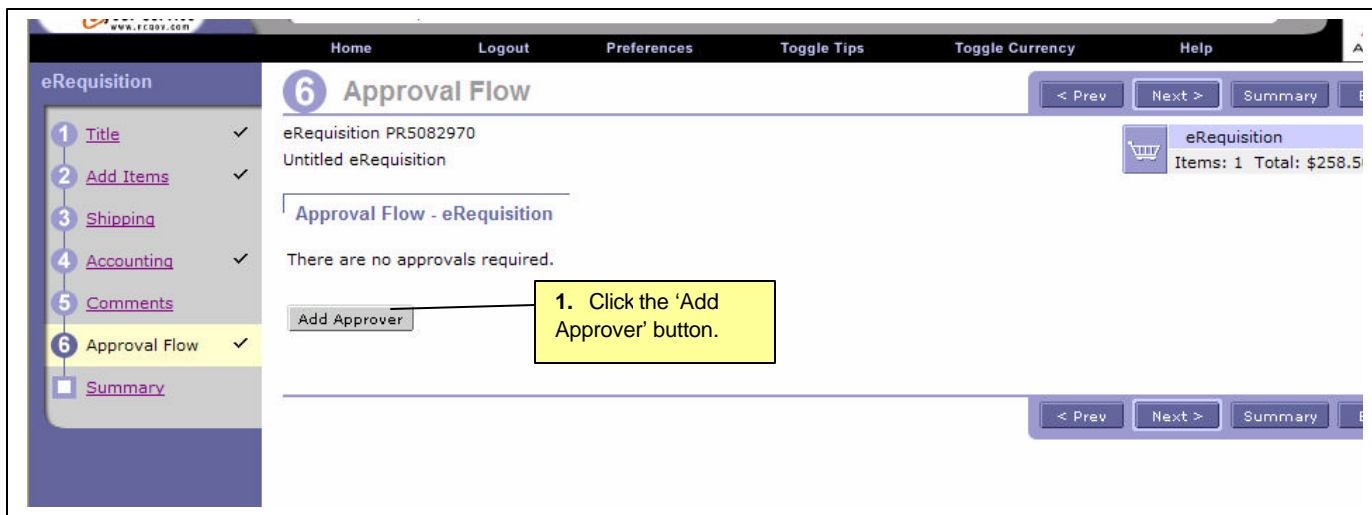 www.rcgov.com
Home Logout Preferences Toggle Tips Toggle Currency Help
eRequisition
1 Title
2 Add Items
3 Shipping
4 Accounting
5 Comments
6 Approval Flow
Summary
6 Approval Flow
< Prev Next > Summary
eRequisition PR5082970
Untitled eRequisition
eRequisition
Items: 1 Total: $258.5
Approval Flow - eRequisition
There are no approvals required.
Add Approver
1. Click the ‘Add
Approver’ button.
< Prev Next > Summary